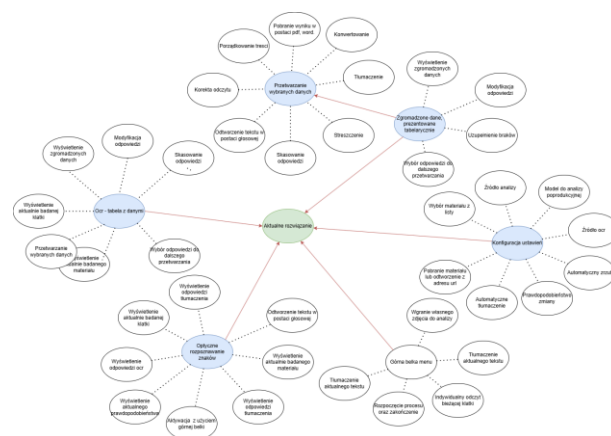 Pobranie wyniku w
postaci pdf, word.
Konwertowanie
Porządkowanie treści
Tłumaczenie
Korekta odczytu
Przetwarzanie
wybranych danych
Odtworzenie tekstu w
postaci głosowej
Streszczenie
Skasowanie
odpowiedzi
Wyświetlenie
zgromadzonych
danych
Modyfikacja
odpowiedzi
Zgromadzone dane,
prezentowane
tabelarycznie
Uzupełnienie braków
Wybór odpowiedzi do
dalszego
przetwarzania
Modyfikacja
odpowiedzi
Wyświetlenie
zgromadzonych
danych
Skasowanie
odpowiedzi
Wyświetlenie
aktualnie badanej
klatki
Ocr - tabela z danymi
Przetwarzanie
wybranych danych
Wyświetlenie
aktualnie badanego
materiału
Wybór odpowiedzi do
dalszego
przetwarzania
Aktualne rozwiązanie
Źródło analizy
Model do analizy
Wybór materiału z
listy
Źródło ocr
Konfiguracja ustawień
Pobranie materiału
lub odtworzenie z
adresu url
Automatyczny
Automatyczne
tłumaczenie
Prawdopodobieństwo
zmiany
Wyświetlenie
odpowiedzi
tłumaczenia
Wyświetlenie
aktualnie badanej
klatki
Odtworzenie tekstu w
postaci głosowej
Optyczne
rozpoznawanie
znaków
Wyświetlenie
odpowiedzi ocr
Wyświetlenie
aktualnie badanego
materiału
Wyświetlenie
aktualnego
prawdopodobieństwa
Aktywacja z użyciem
górnej belki
Wyświetlenie
odpowiedzi
tłumaczenia
Wgranie własnego
zdjęcia do analizy
Górna belka menu
Tłumaczenie
aktualnego tekstu
Tłumaczenie
aktualnego tekstu
Rozpoczęcie procesu
oraz zakończenie
Indywidualny odczyt
bieżącej klatki